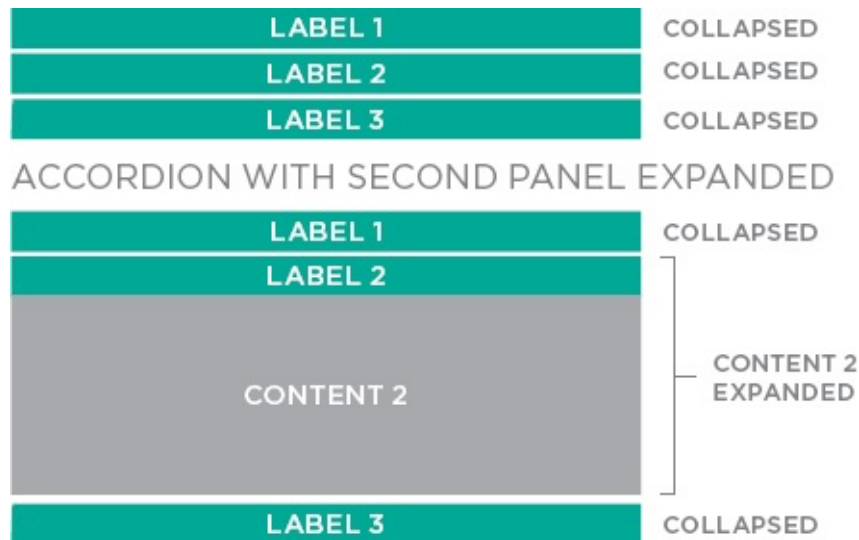 LABEL 1 COLLAPSED
LABEL 2 COLLAPSED
LABEL 3 COLLAPSED
ACCORDION WITH SECOND PANEL EXPANDED
LABEL 1 COLLAPSED
LABEL 2
CONTENT 2
CONTENT 2
EXPANDED
LABEL 3 COLLAPSED